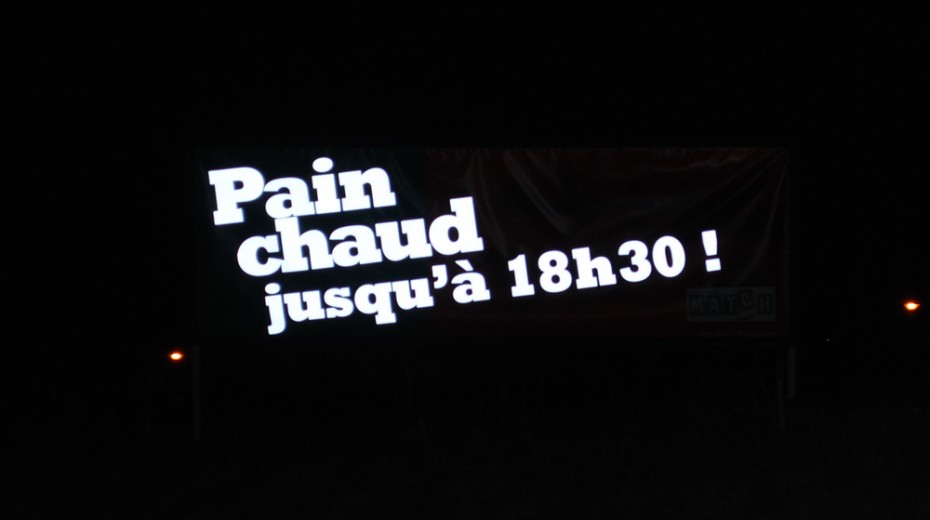 Pain
chaud
jusqu'à 18h30 !
MATCH